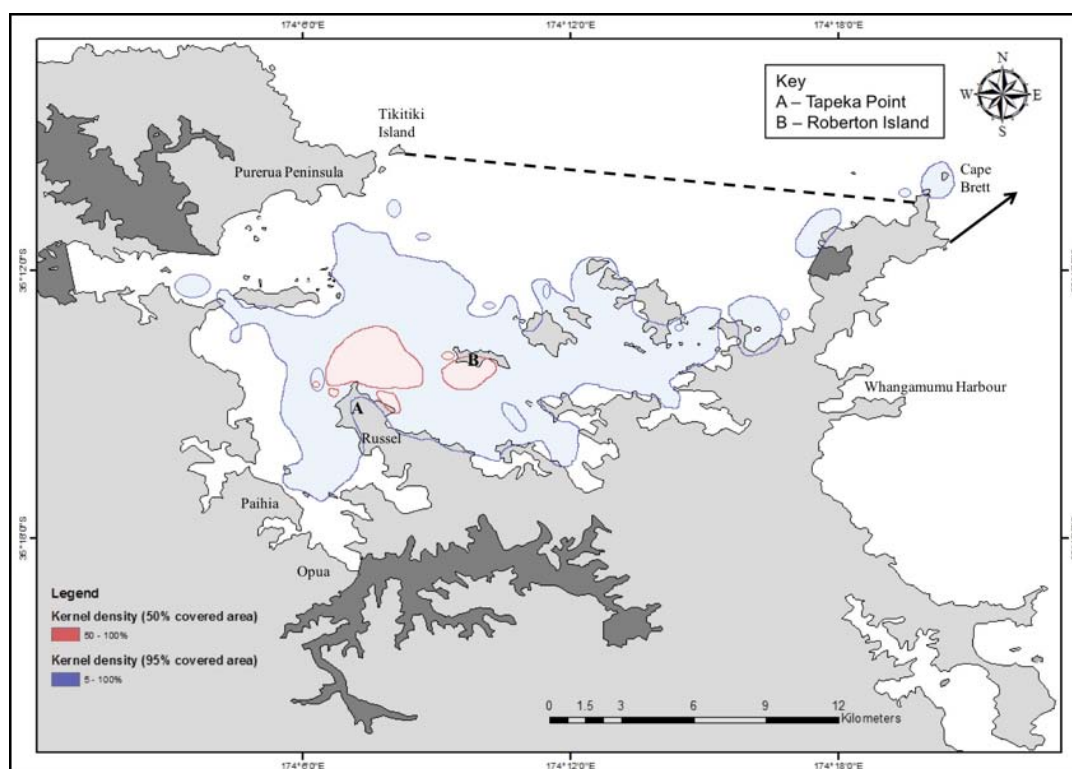 174°6'0"E
174°12'0"E
174°18'0"E
Key
A – Tapeka Point
B – Roberton Island
N
W
E
S
Tikitiki
Island
Purerua Peninsula
Cape
Brett
35°12'0"S
B
Whangamumu Harbour
A
Russel
Paihia
35°18'0"S
Opua
Legend
Kernel density (50% covered area)
50 - 100%
Kernel density (95% covered area)
5 - 100%
0 1.5 3 6 9 12
Kilometers
174°6'0"E
174°12'0"E
174°18'0"E